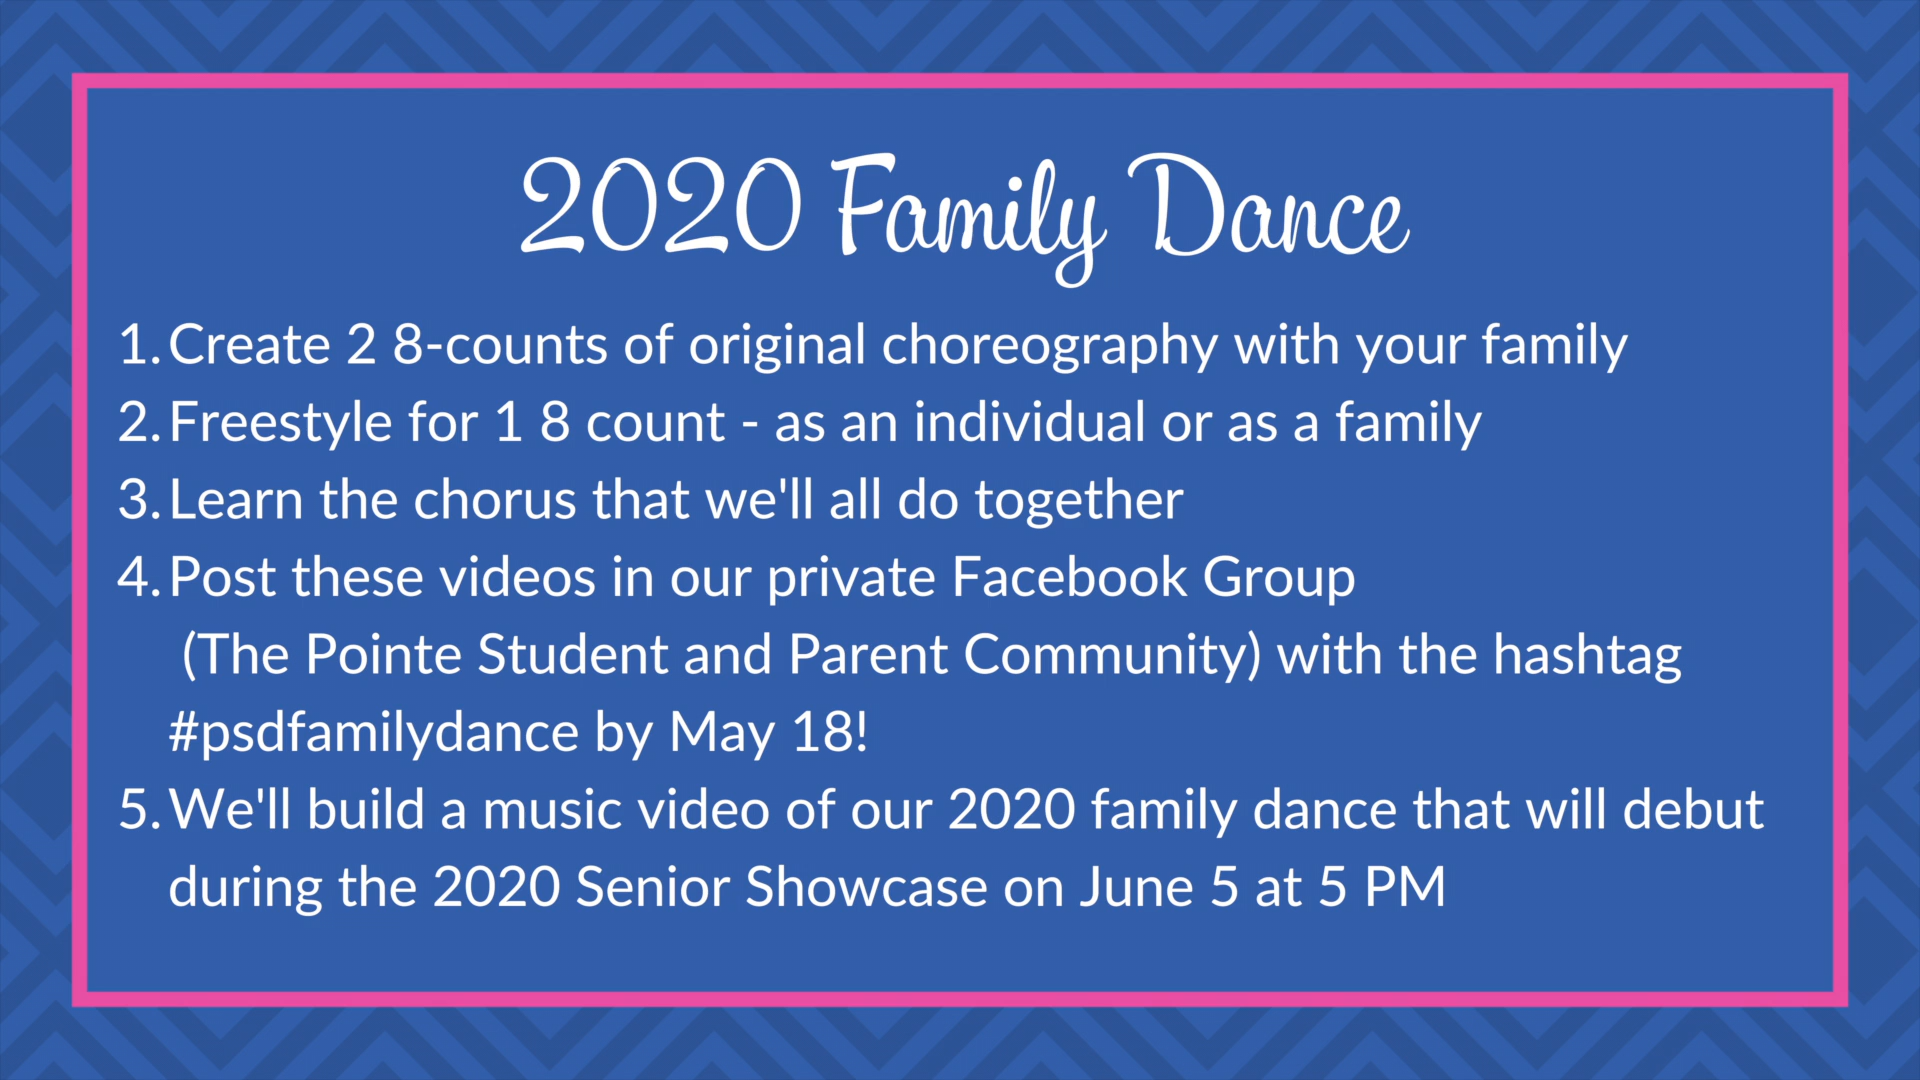 2020 Family Dance
1. Create 2 8-counts of original choreography with your family
2. Freestyle for 1 8 count - as an individual or as a family
3. Learn the chorus that we'll all do together
4. Post these videos in our private Facebook Group
(The Pointe Student and Parent Community) with the hashtag
#psdfamilydance by May 18!
5. We'll build a music video of our 2020 family dance that will debut
during the 2020 Senior Showcase on June 5 at 5 PM